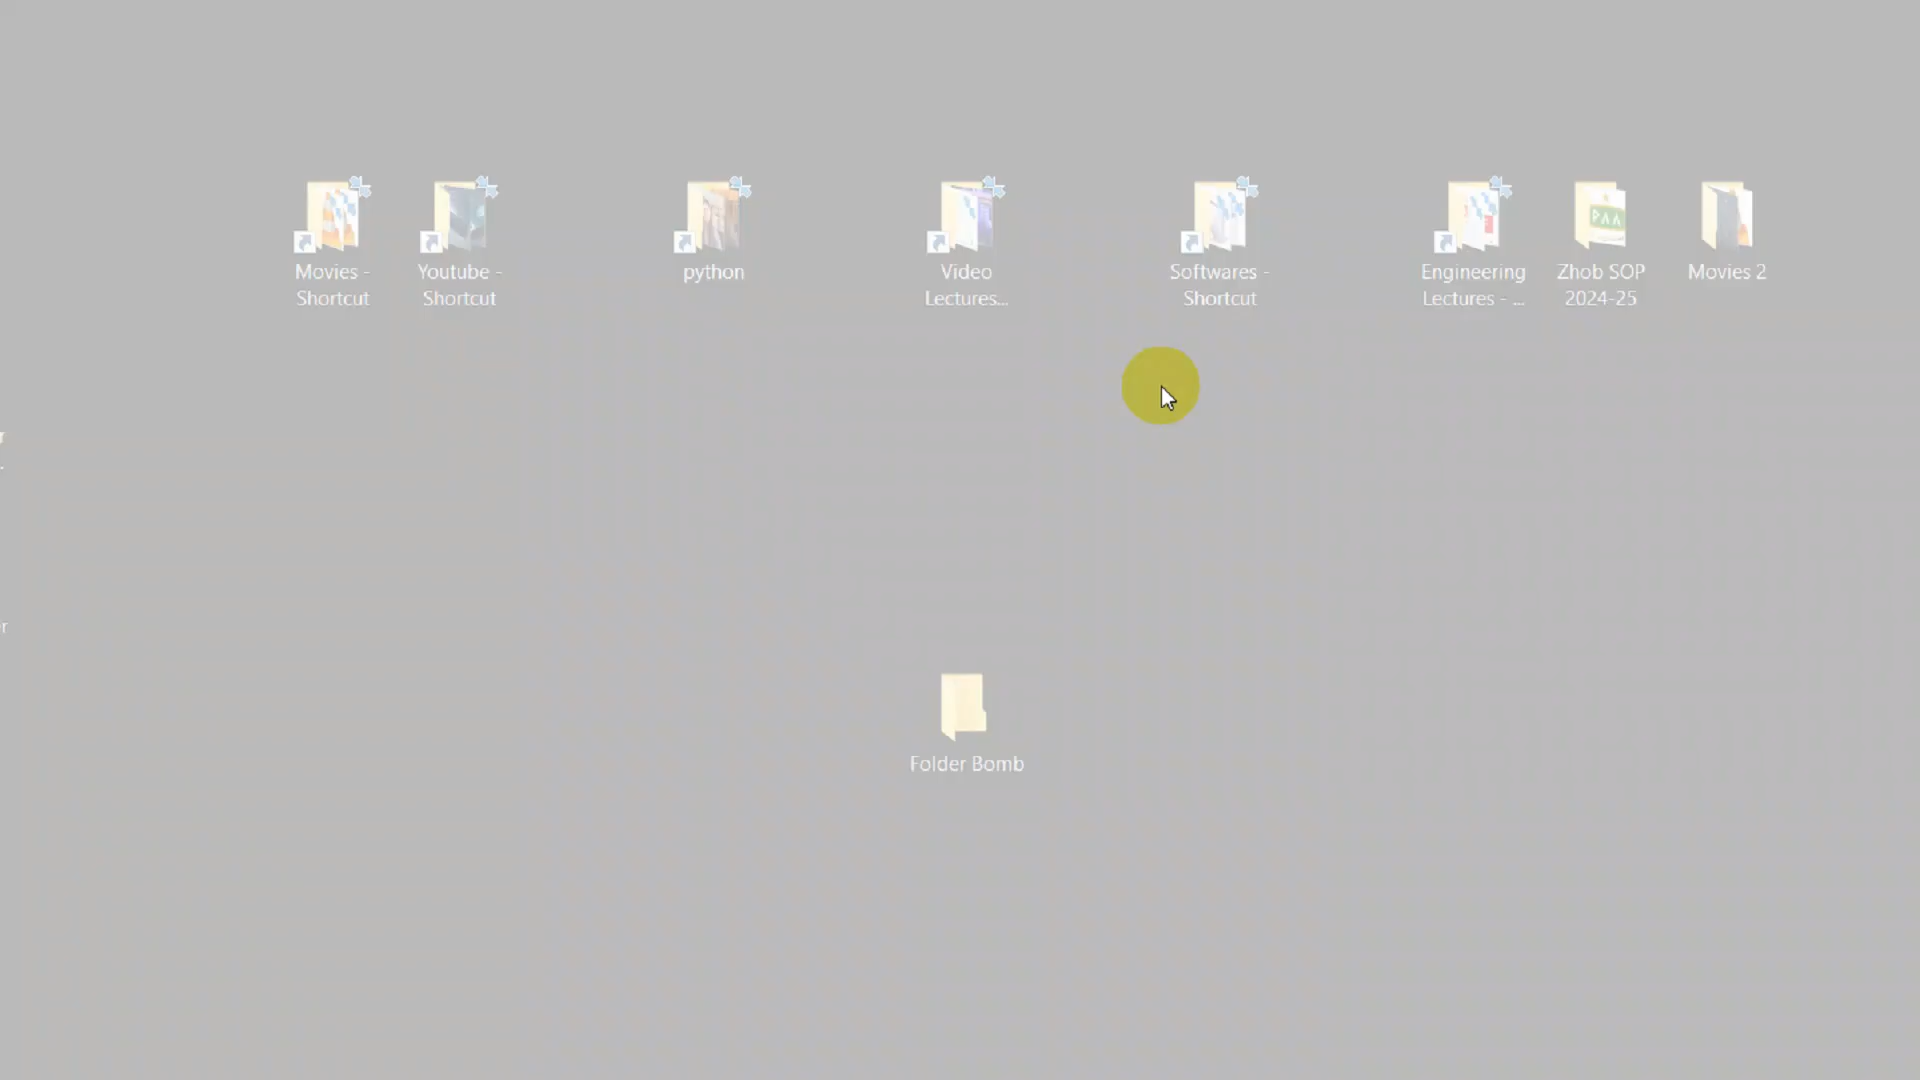 Movies -
Shortcut
Youtube -
Shortcut
python
Video
Lectures...
Softwares -
Shortcut
Engineering
Lectures - ...
PAA
Zhob SOP
2024-25
Movies 2
r
r
Folder Bomb